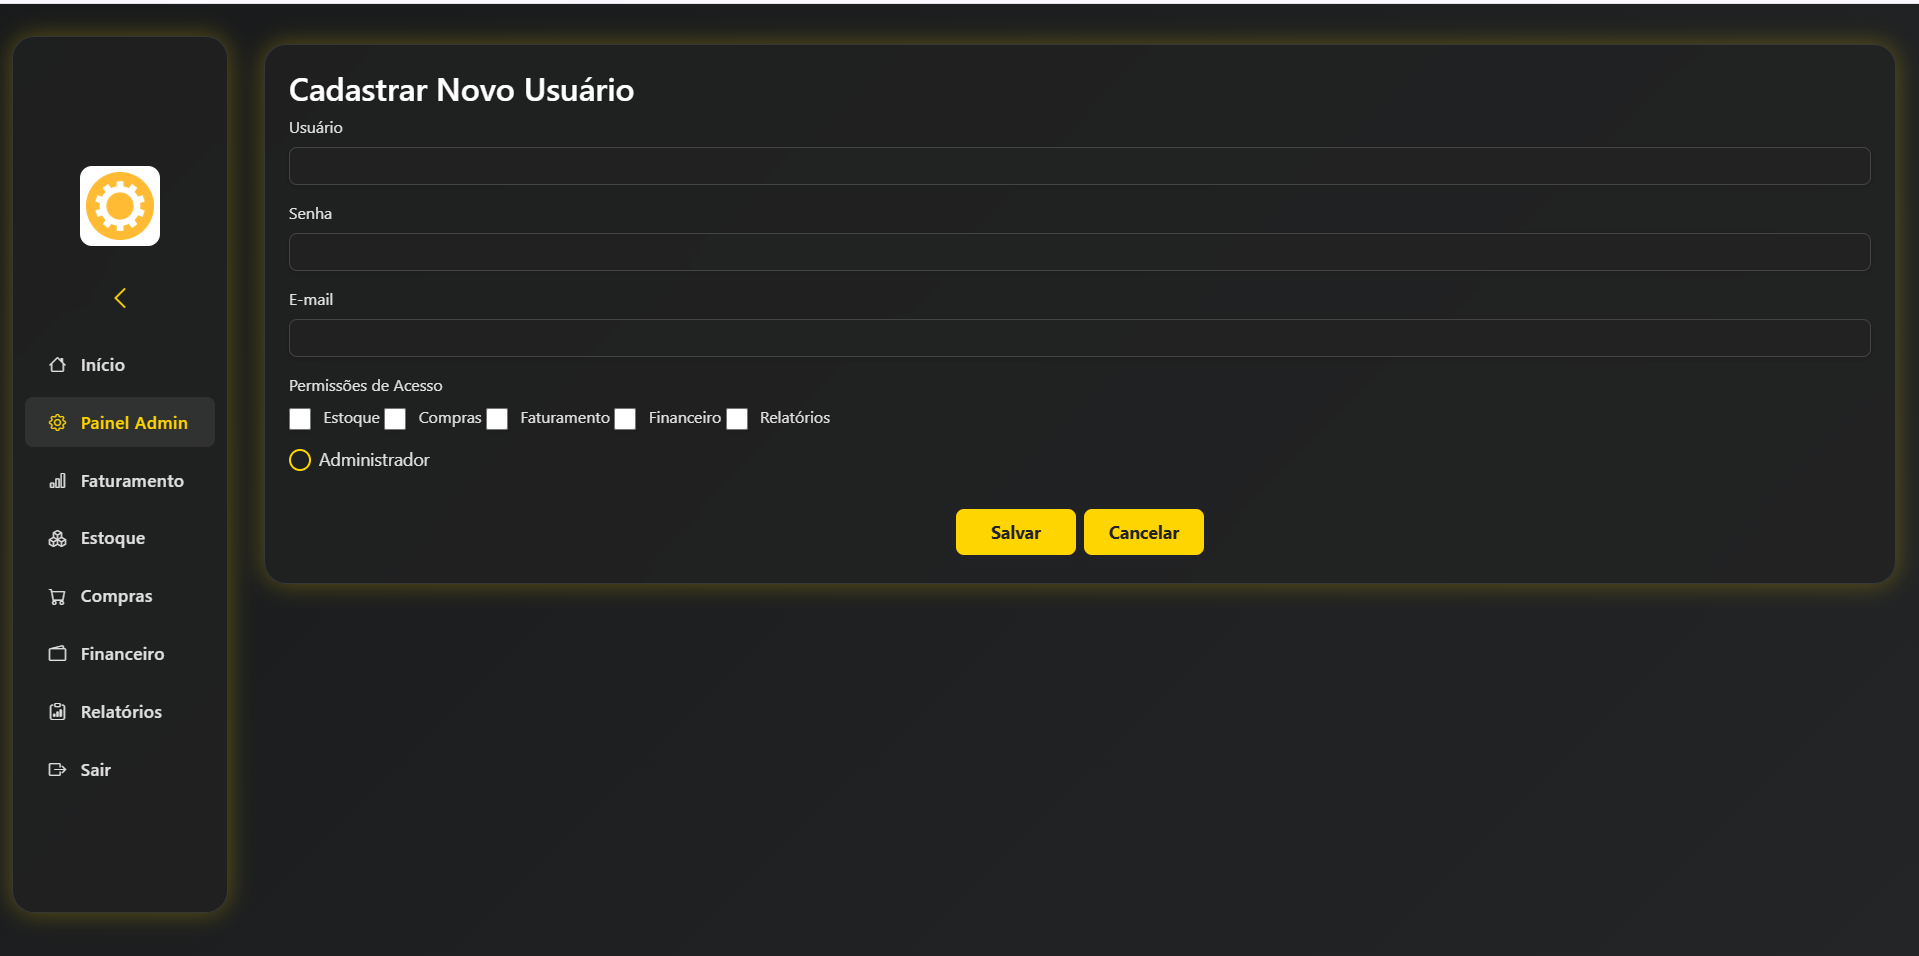 Início
Painel Admin
Faturamento
Estoque
Compras
Financeiro
Relatórios
Sair
Cadastrar Novo Usuário
Usuário
Senha
E-mail
Permissões de Acesso
Estoque Compras Faturamento Financeiro Relatórios
Administrador
Salvar Cancelar